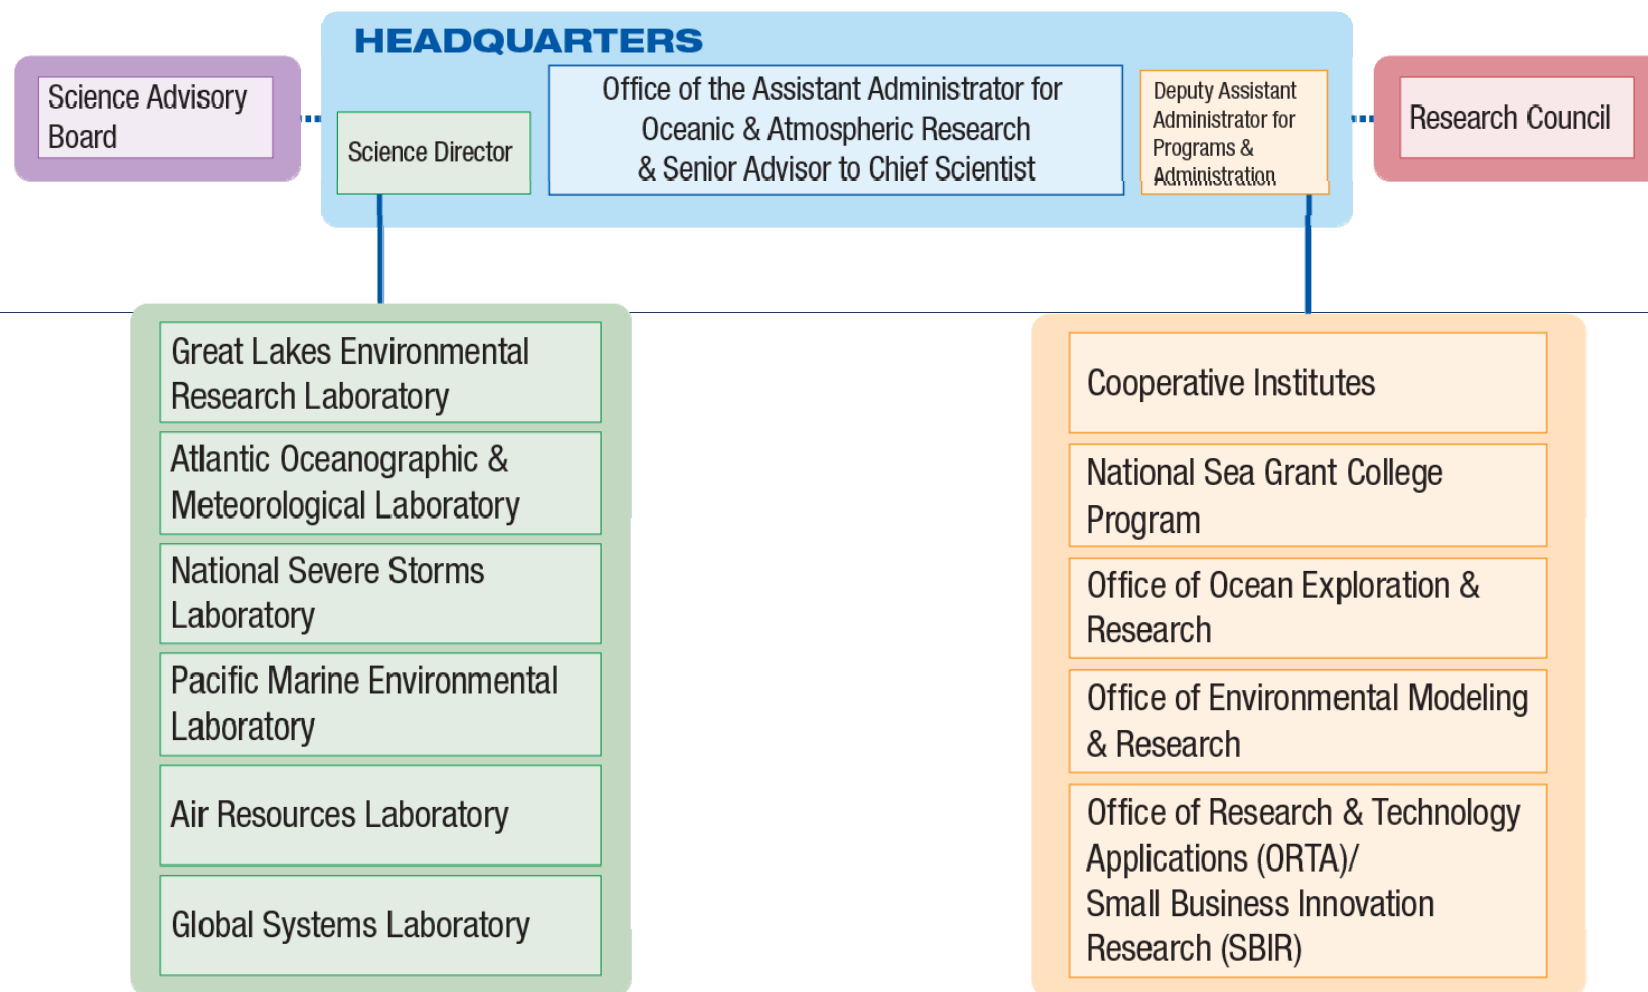 HEADQUARTERS
Science Advisory
Board
Science Director
Office of the Assistant Administrator for
Oceanic & Atmospheric Research
& Senior Advisor to Chief Scientist
Deputy Assistant
Administrator for
Programs &
Administration
Research Council
Great Lakes Environmental
Research Laboratory
Atlantic Oceanographic &
Meteorological Laboratory
National Severe Storms
Laboratory
Pacific Marine Environmental
Laboratory
Air Resources Laboratory
Global Systems Laboratory
Cooperative Institutes
National Sea Grant College
Program
Office of Ocean Exploration &
Research
Office of Environmental Modeling
& Research
Office of Research & Technology
Applications (ORTA)/
Small Business Innovation
Research (SBIR)